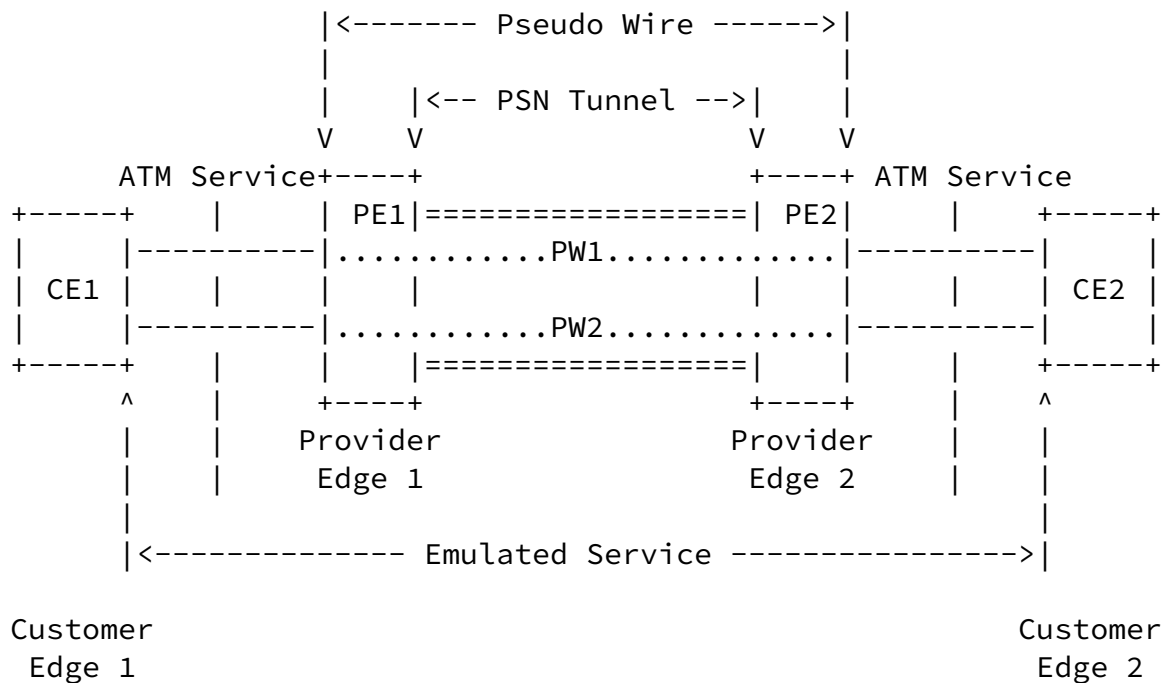 |<------- Pseudo Wire ------>|
|                            |
|    |<-- PSN Tunnel -->|    |
V    V                  V    V
ATM Service+----+                  +----+ ATM Service
+-----+    |     | PE1|==================| PE2|     |    +-----+
|     |----------|............PW1.............|----------|     |
| CE1 |    |     |    |                  |    |     |    | CE2 |
|     |----------|............PW2.............|----------|     |
+-----+    |     |    |==================|    |     |    +-----+
^    |     +----+                  +----+     |    ^
|    |    Provider                Provider    |    |
|    |     Edge 1                  Edge 2     |    |
|                                                  |
|<-------------- Emulated Service ---------------->|
Customer                                                Customer
Edge 1                                                  Edge 2